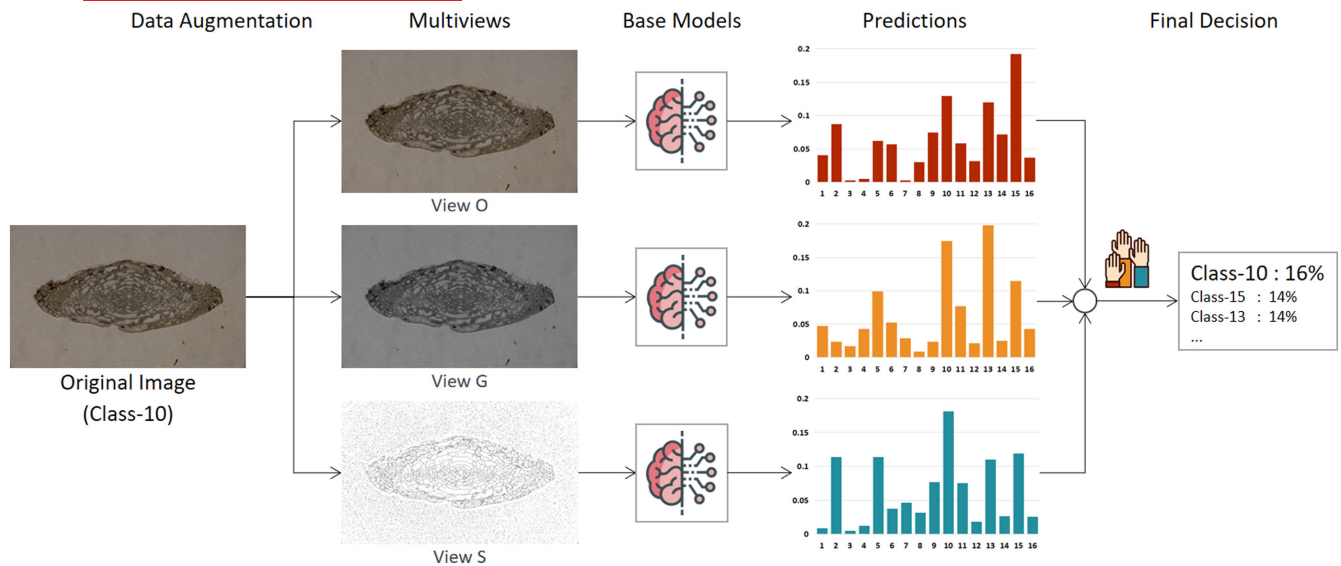 Data Augmentation Multiviews Base Models Predictions Final Decision
0.2
0.15
0.1
0.05
0
1 2 3 4 5 6 7 8 9 10 11 12 13 14 15 16
View O
0.2
0.15
0.1
0.05
0
1 2 3 4 5 6 7 8 9 10 11 12 13 14 15 16
Class-10 : 16%
Class-15 : 14%
Class-13 : 14%
...
Original Image
(Class-10)
View G
0.2
0.15
0.1
0.05
0
1 2 3 4 5 6 7 8 9 10 11 12 13 14 15 16
View S